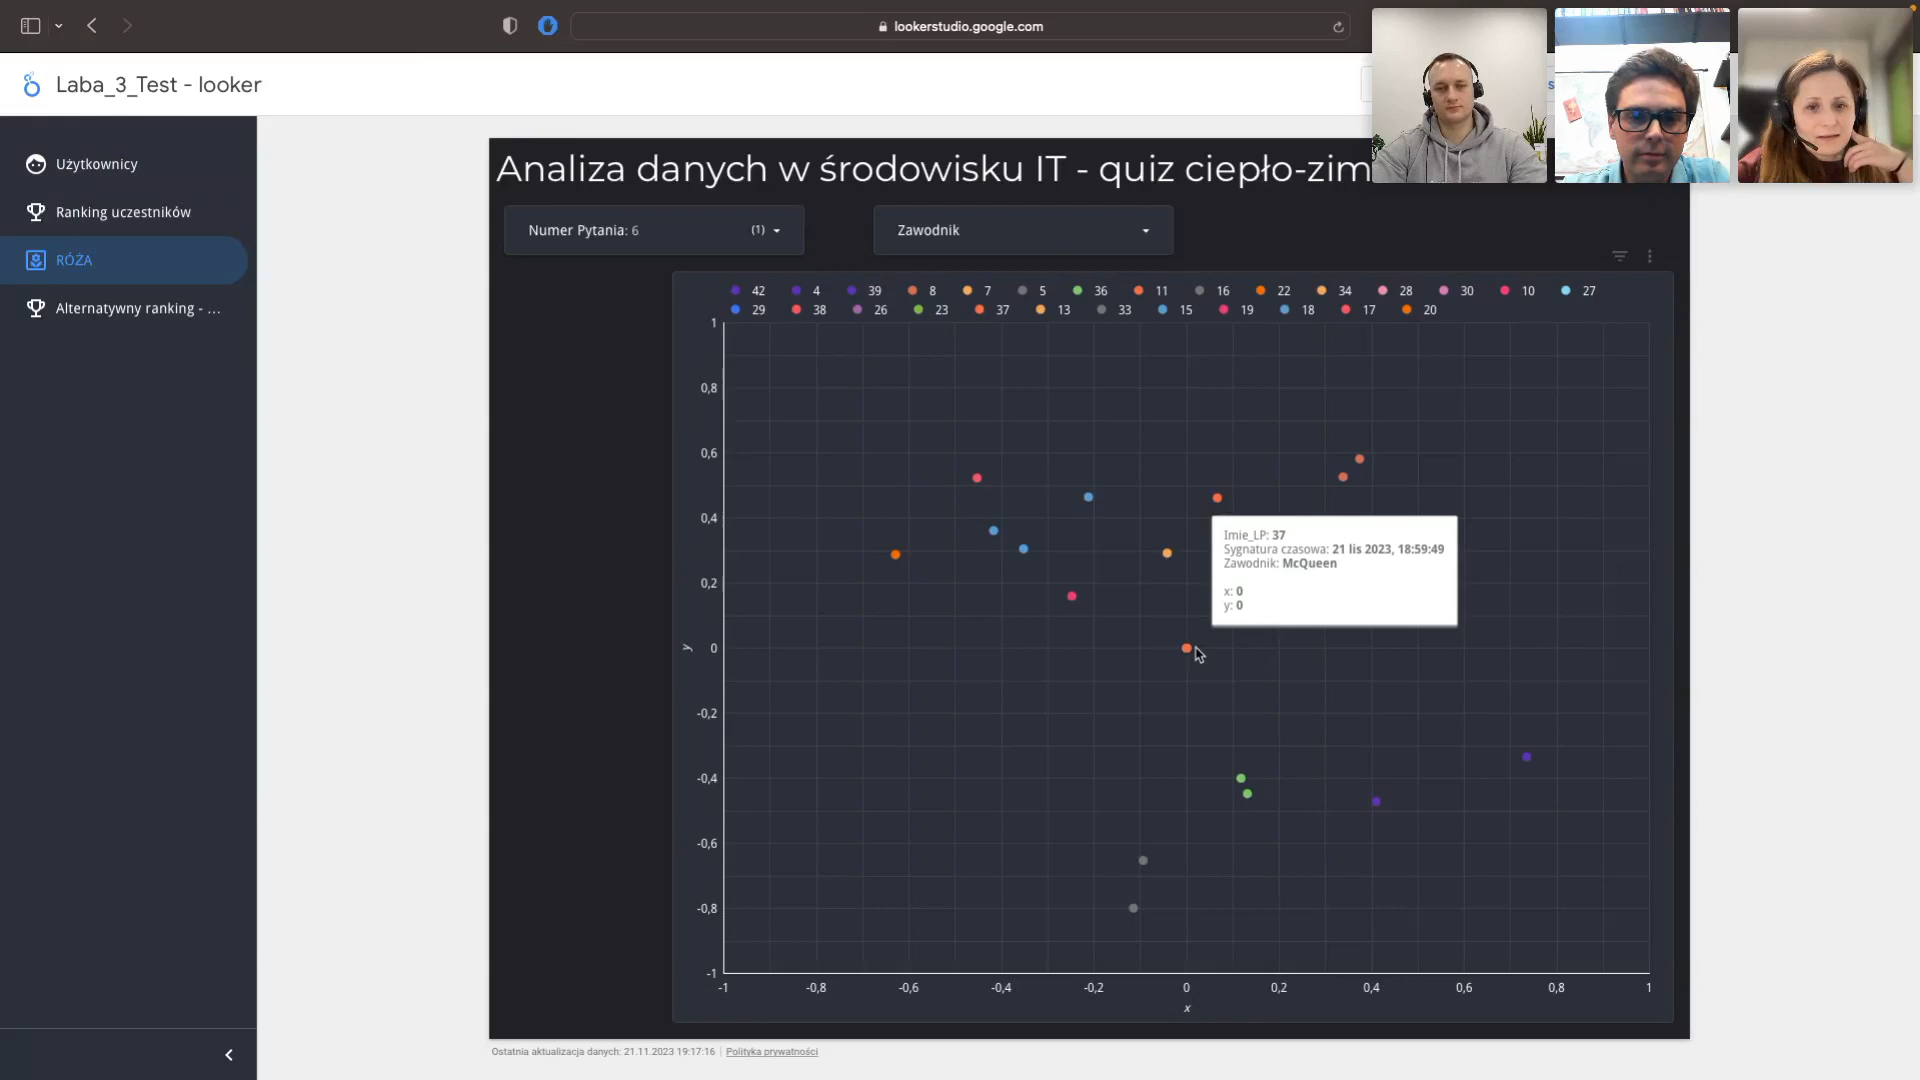 lookerstudio.google.com
Laba_3_Test - looker
Użytkownicy
Ranking uczestników
RÓŻA
Alternatywny ranking - ...
Analiza danych w środowisku IT - quiz ciepło-zim
Numer Pytania: 6 (1)
Zawodnik
42 4 39 8 7 5 36 11 16 22 34 28 30 10 27
29 38 26 23 37 13 33 15 19 18 17 20
1
0,8
0,6
0,4
0,2
0
-0,2
-0,4
-0,6
-0,8
-1
y
Imie_LP: 37
Sygnatura czasowa: 21 lis 2023, 18:59:49
Zawodnik: McQueen
x: 0
y: 0
-1 -0,8 -0,6 -0,4 -0,2 0 0,2 0,4 0,6 0,8 1
x
Ostatnia aktualizacja danych: 21.11.2023 19:17:16 | Polityka prywatności